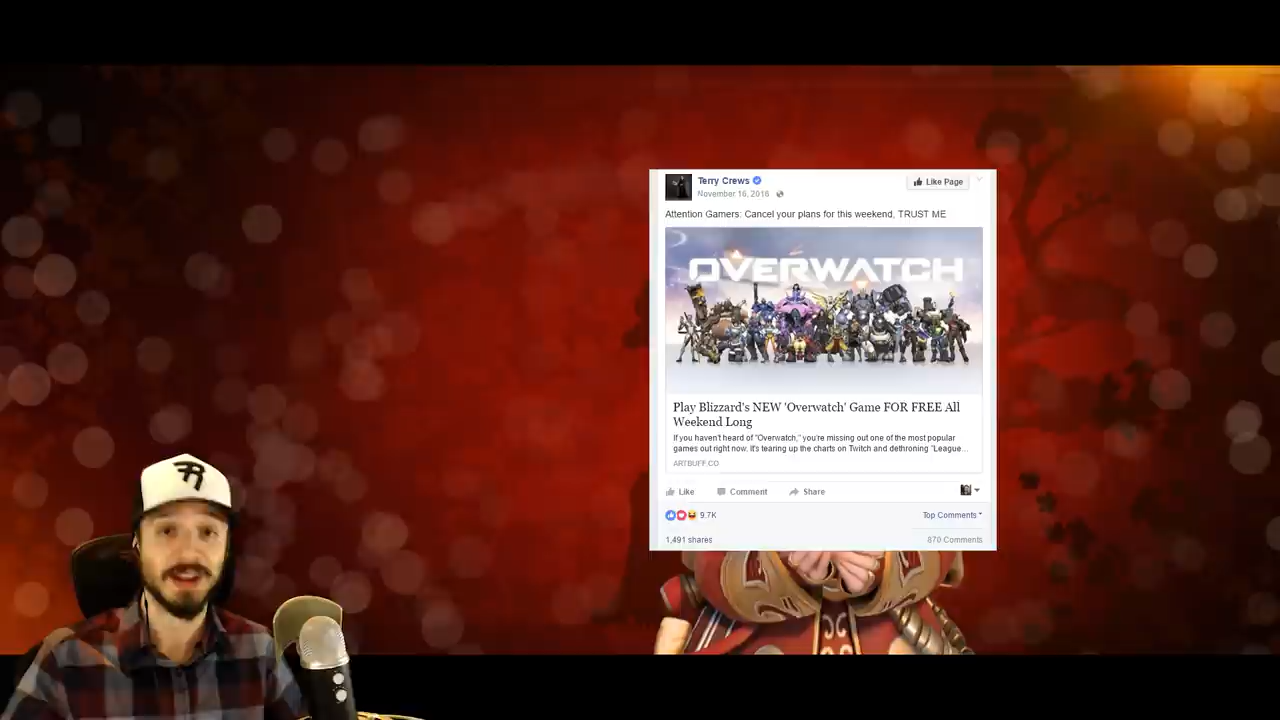 Terry Crews
Like Page
November 16, 2016
Attention Gamers: Cancel your plans for this weekend, TRUST ME
OVERWATCH
Play Blizzard's NEW 'Overwatch' Game FOR FREE All
Weekend Long
If you haven't heard of "Overwatch," you're missing out one of the most popular
games out right now. It's tearing up the charts on Twitch and dethroning "League...
ARTBUFF.CO
Like Comment Share
9.7K
Top Comments
1,491 shares
870 Comments